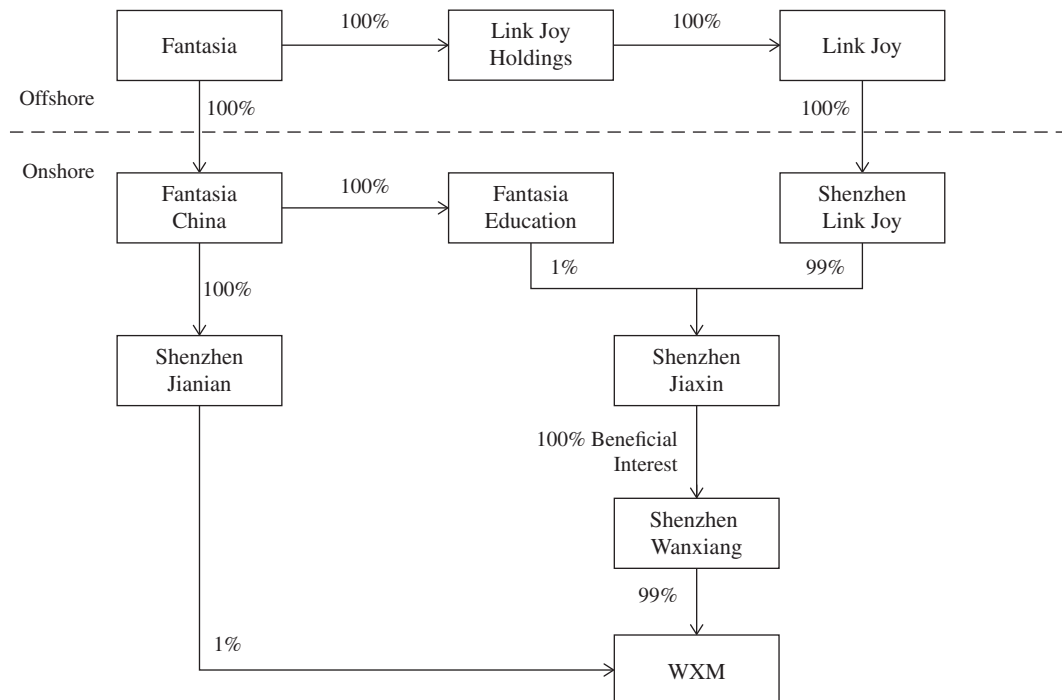 100%
100%
Fantasia
Link Joy
Holdings
Link Joy
Offshore
100%
100%
Onshore
Fantasia
China
100%
Fantasia
Education
Shenzhen
Link Joy
1%
99%
100%
Shenzhen
Jianian
Shenzhen
Jiaxin
100% Beneficial
Interest
Shenzhen
Wanxiang
99%
1%
WXM